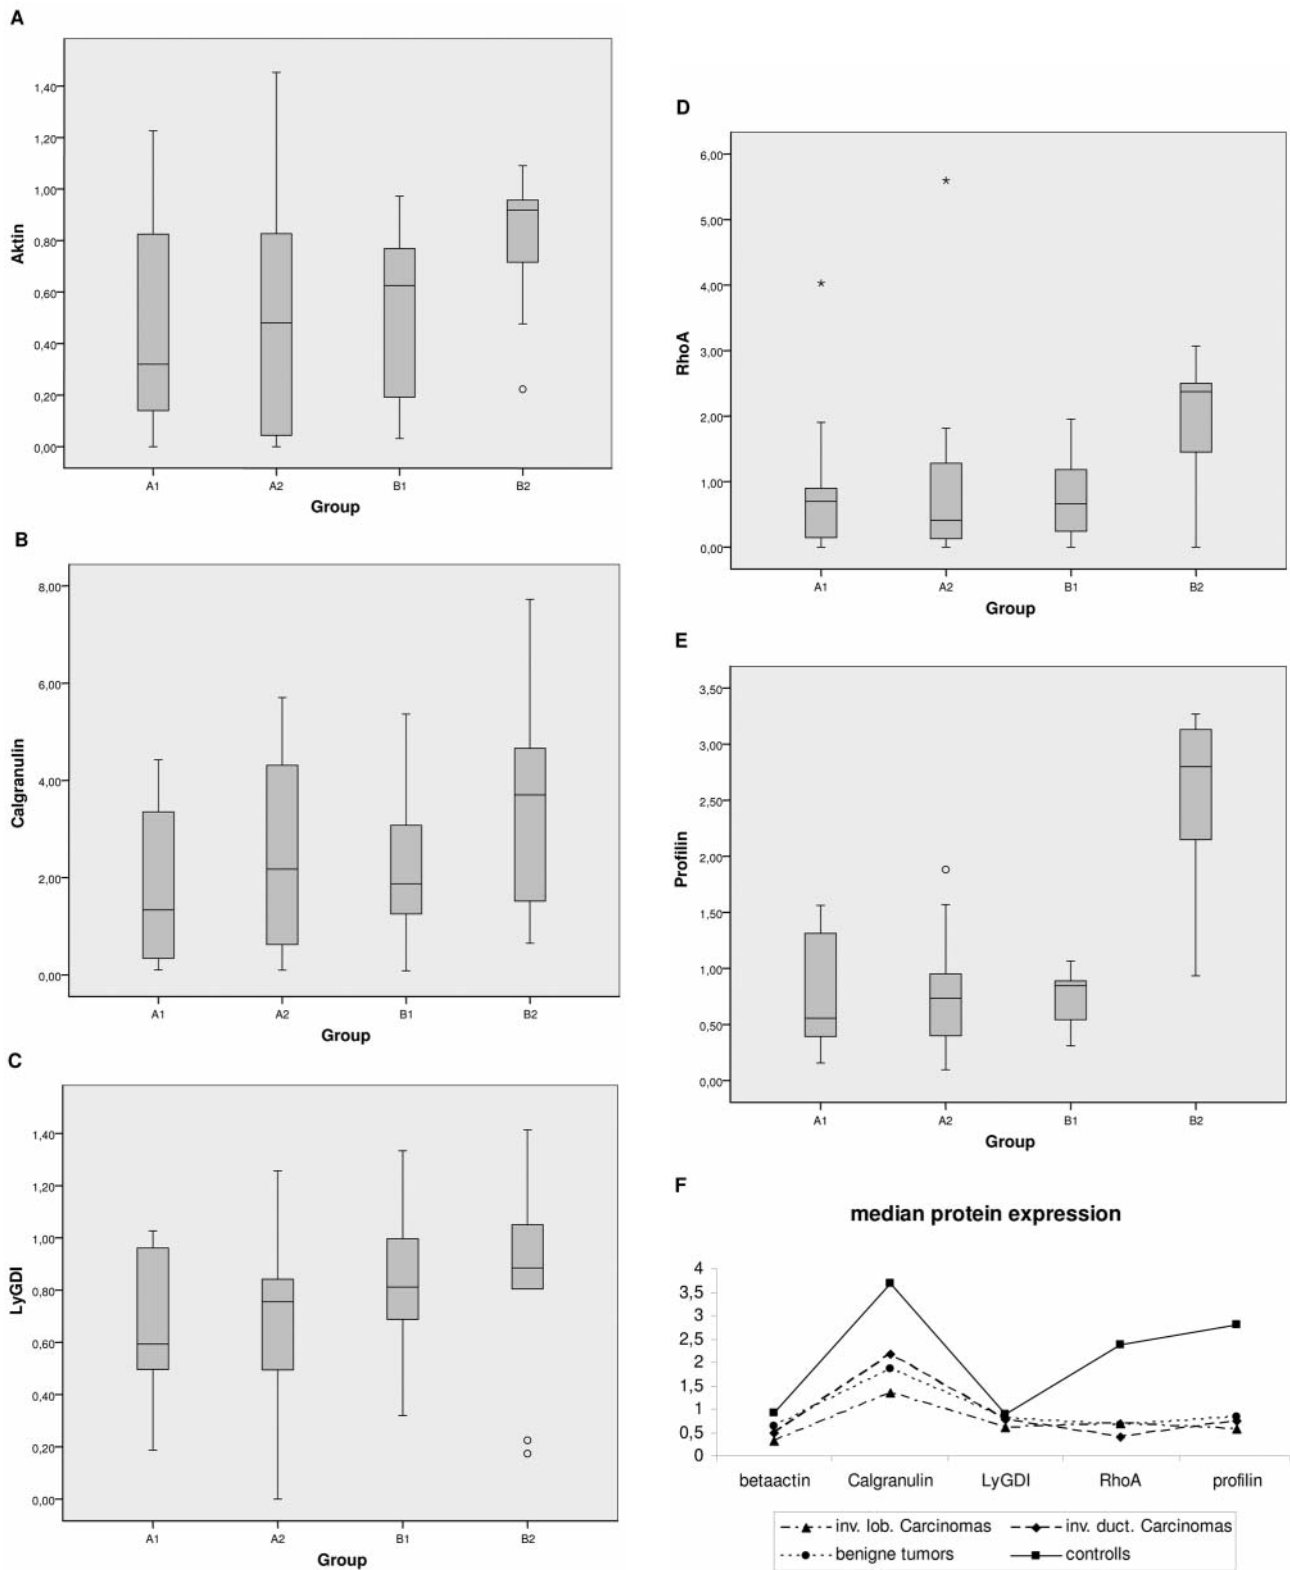 A
1,40
1,20
1,00
0,80
0,60
0,40
0,20
0,00
Aktin
A1 A2 B1 B2
Group
B
8,00
6,00
4,00
2,00
0,00
Calgranulin
A1 A2 B1 B2
Group
C
1,40
1,20
1,00
0,80
0,60
0,40
0,20
0,00
LyGDI
A1 A2 B1 B2
Group
D
6,00
5,00
4,00
3,00
2,00
1,00
0,00
RhoA
A1 A2 B1 B2
Group
E
3,50
3,00
2,50
2,00
1,50
1,00
0,50
0,00
Profilin
A1 A2 B1 B2
Group
F
median protein expression
4
3,5
3
2,5
2
1,5
1
0,5
0
betaactin Calgranulin LyGDI RhoA profilin
inv. lob. Carcinomas inv. duct. Carcinomas
benigne tumors controlls